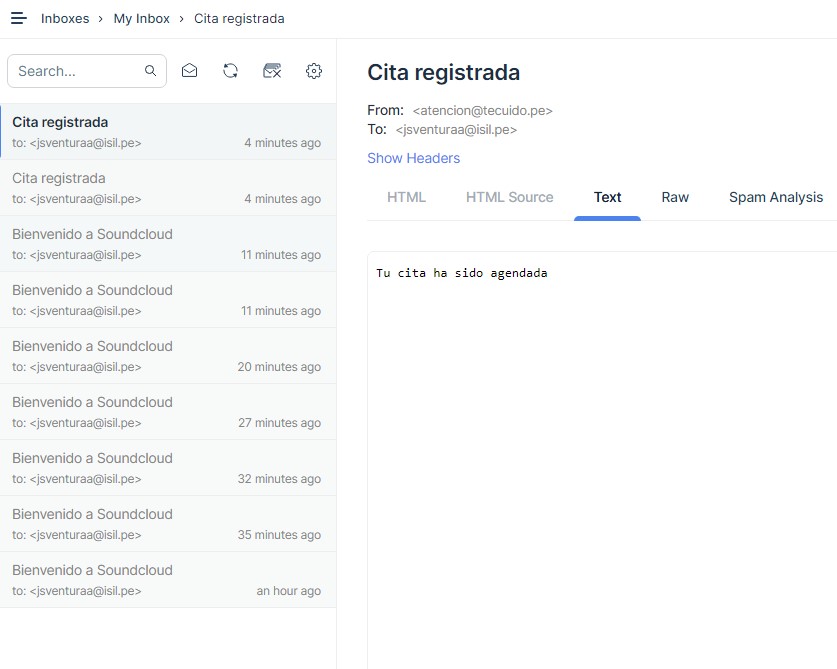 Inboxes › My Inbox › Cita registrada
Search...
Cita registrada
to: <jsventuraa@isil.pe> 4 minutes ago
Cita registrada
to: <jsventuraa@isil.pe> 4 minutes ago
Bienvenido a Soundcloud
to: <jsventuraa@isil.pe> 11 minutes ago
Bienvenido a Soundcloud
to: <jsventuraa@isil.pe> 11 minutes ago
Bienvenido a Soundcloud
to: <jsventuraa@isil.pe> 20 minutes ago
Bienvenido a Soundcloud
to: <jsventuraa@isil.pe> 27 minutes ago
Bienvenido a Soundcloud
to: <jsventuraa@isil.pe> 32 minutes ago
Bienvenido a Soundcloud
to: <jsventuraa@isil.pe> 35 minutes ago
Bienvenido a Soundcloud
to: <jsventuraa@isil.pe> an hour ago
Cita registrada
From: <atencion@tecuido.pe>
To: <jsventuraa@isil.pe>
Show Headers
HTML HTML Source Text Raw Spam Analysis
Tu cita ha sido agendada